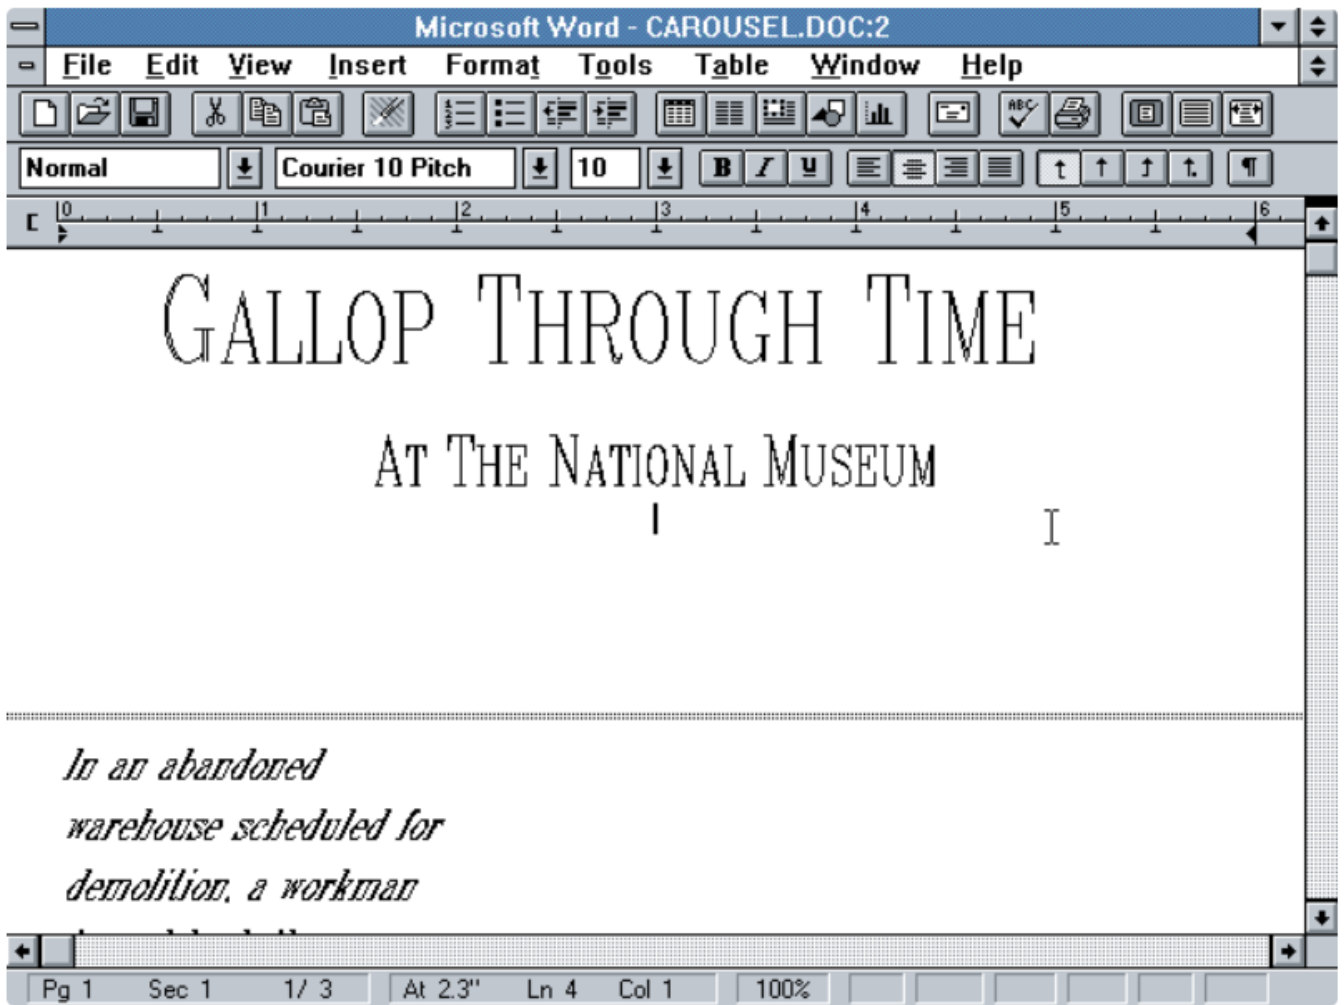 Microsoft Word - CAROUSEL.DOC:2
File Edit View Insert Format Tools Table Window Help
ABC
Normal Courier 10 Pitch 10 B I U ¶
0 1 2 3 4 5 6
GALLOP THROUGH TIME
AT THE NATIONAL MUSEUM
In an abandoned
warehouse scheduled for
demolition, a workman
Pg 1 Sec 1 1/ 3 At 2.3" Ln 4 Col 1 100%